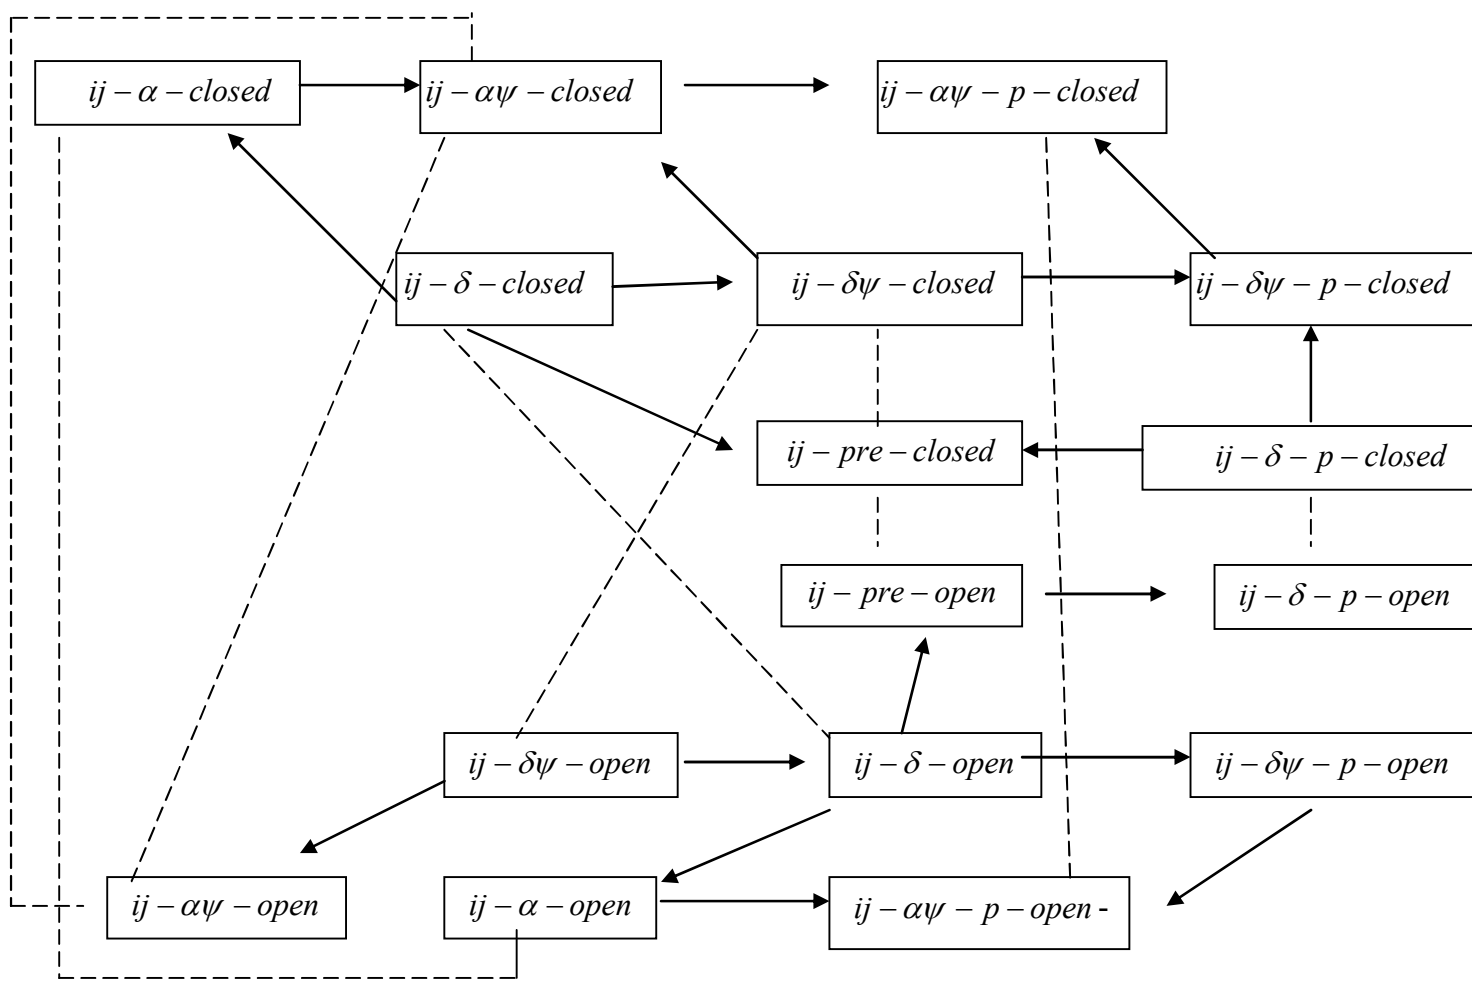 ij – α – closed
ij – αψ – closed
ij – αψ – p – closed
ij – δ – closed
ij – δψ – closed
ij – δψ – p – closed
ij – pre – closed
ij – δ – p – closed
ij – pre – open
ij – δ – p – open
ij – δψ – open
ij – δ – open
ij – δψ – p – open
ij – αψ – open
ij – α – open
ij – αψ – p – open -